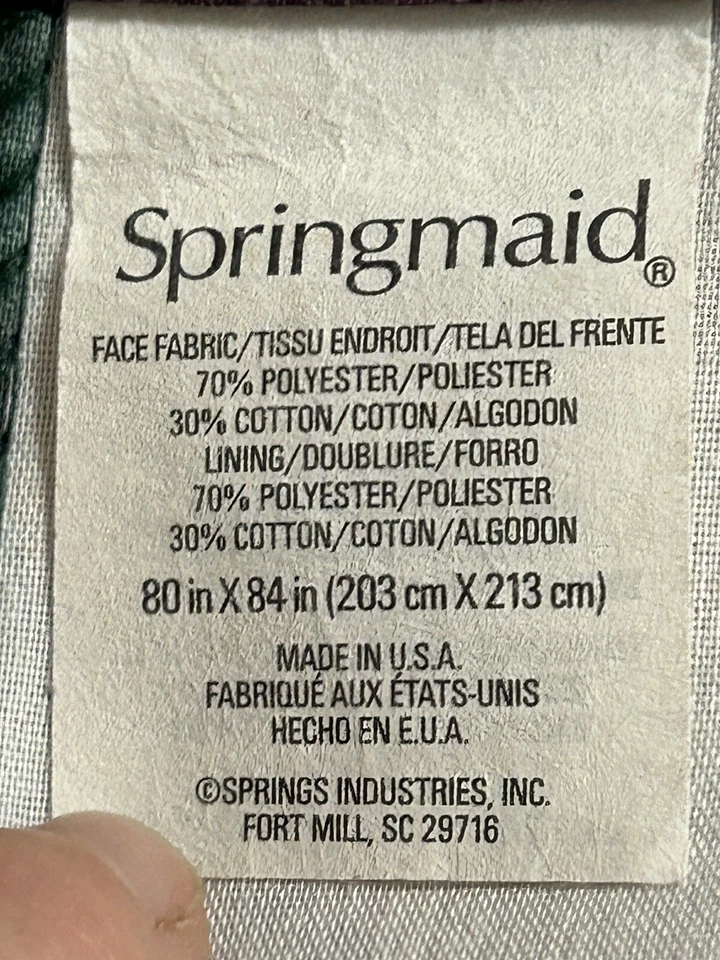 Springmaid®
FACE FABRIC/TISSU ENDROIT/TELA DEL FRENTE
70% POLYESTER/POLIESTER
30% COTTON/COTON/ALGODON
LINING/DOUBLURE/FORRO
70% POLYESTER/POLIESTER
30% COTTON/COTON/ALGODON
80 in X 84 in (203 cm X 213 cm)
MADE IN U.S.A.
FABRIQUÉ AUX ÉTATS-UNIS
HECHO EN E.U.A.
©SPRINGS INDUSTRIES, INC.
FORT MILL, SC 29716